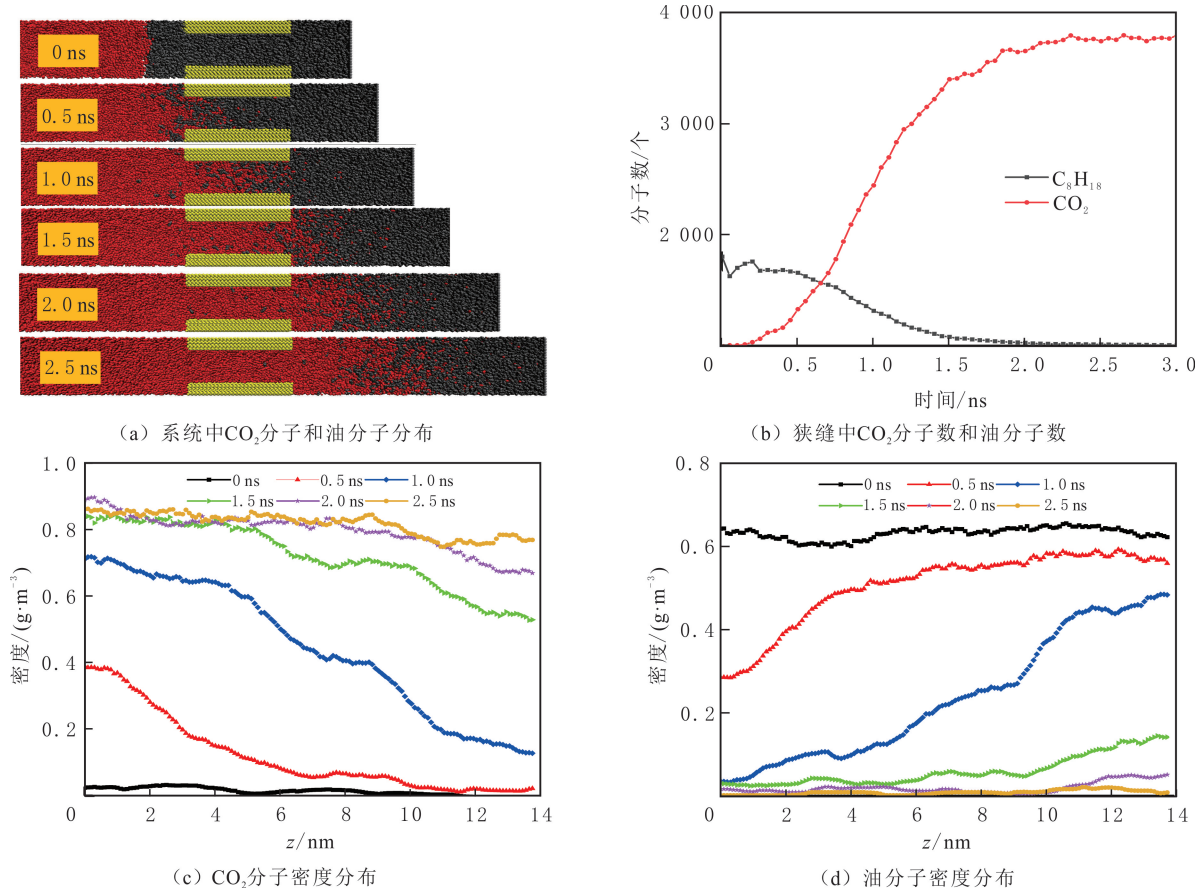 0 ns
0.5 ns
1.0 ns
1.5 ns
2.0 ns
2.5 ns
(a) 系统中CO₂分子和油分子分布
4 000
3 000
2 000
分子数/个
C₈H₁₈
CO₂
0 0.5 1.0 1.5 2.0 2.5 3.0
时间/ns
(b) 狭缝中CO₂分子数和油分子数
1.0
0.8
0.6
0.4
0.2
0 2 4 6 8 10 12 14
密度/(g·m⁻³)
0 ns 0.5 ns 1.0 ns
1.5 ns 2.0 ns 2.5 ns
z/nm
(c) CO₂分子密度分布
0.8
0.6
0.4
0.2
0 2 4 6 8 10 12 14
密度/(g·m⁻³)
0 ns 0.5 ns 1.0 ns
1.5 ns 2.0 ns 2.5 ns
z/nm
(d) 油分子密度分布